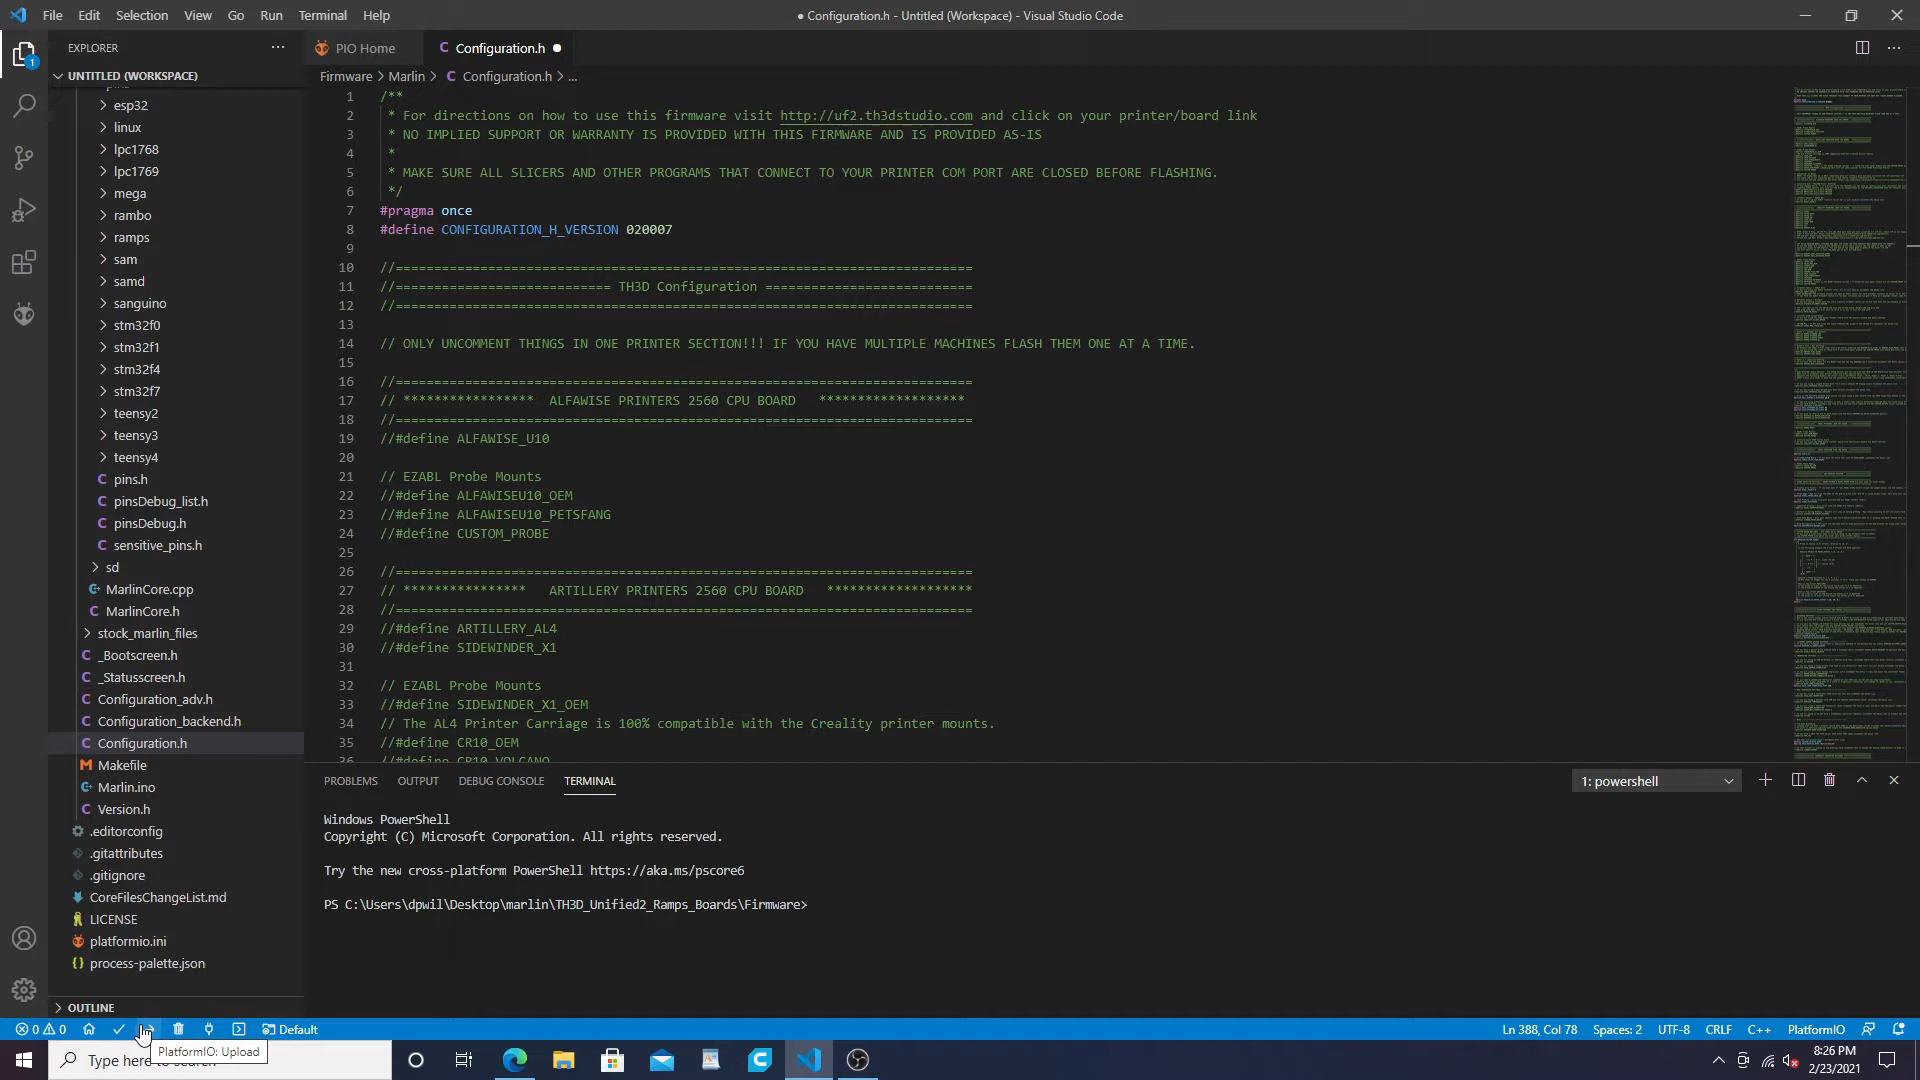 File Edit Selection View Go Run Terminal Help
● Configuration.h - Untitled (Workspace) - Visual Studio Code
EXPLORER
UNTITLED (WORKSPACE)
esp32
linux
lpc1768
lpc1769
mega
rambo
ramps
sam
samd
sanguino
stm32f0
stm32f1
stm32f4
stm32f7
teensy2
teensy3
teensy4
C pins.h
C pinsDebug_list.h
C pinsDebug.h
C sensitive_pins.h
sd
MarlinCore.cpp
C MarlinCore.h
stock_marlin_files
C _Bootscreen.h
C _Statusscreen.h
C Configuration_adv.h
C Configuration_backend.h
C Configuration.h
M Makefile
Marlin.ino
C Version.h
.editorconfig
.gitattributes
.gitignore
CoreFilesChangeList.md
LICENSE
platformio.ini
process-palette.json
OUTLINE
PIO Home
C Configuration.h ●
Firmware > Marlin > C Configuration.h > ...
1 /**
2 * For directions on how to use this firmware visit http://uf2.th3dstudio.com and click on your printer/board link
3 * NO IMPLIED SUPPORT OR WARRANTY IS PROVIDED WITH THIS FIRMWARE AND IS PROVIDED AS-IS
4 *
5 * MAKE SURE ALL SLICERS AND OTHER PROGRAMS THAT CONNECT TO YOUR PRINTER COM PORT ARE CLOSED BEFORE FLASHING.
6 */
7 #pragma once
8 #define CONFIGURATION_H_VERSION 020007
9
10 //===========================================================================
11 //============================ TH3D Configuration ===========================
12 //===========================================================================
13
14 // ONLY UNCOMMENT THINGS IN ONE PRINTER SECTION!!! IF YOU HAVE MULTIPLE MACHINES FLASH THEM ONE AT A TIME.
15
16 //===========================================================================
17 // ***************** ALFAWISE PRINTERS 2560 CPU BOARD *******************
18 //===========================================================================
19 //#define ALFAWISE_U10
20
21 // EZABL Probe Mounts
22 //#define ALFAWISEU10_OEM
23 //#define ALFAWISEU10_PETSFANG
24 //#define CUSTOM_PROBE
25
26 //===========================================================================
27 // **************** ARTILLERY PRINTERS 2560 CPU BOARD *******************
28 //===========================================================================
29 //#define ARTILLERY_AL4
30 //#define SIDEWINDER_X1
31
32 // EZABL Probe Mounts
33 //#define SIDEWINDER_X1_OEM
34 // The AL4 Printer Carriage is 100% compatible with the Creality printer mounts.
35 //#define CR10_OEM
36 //#define CR10_VOLCANO
PROBLEMS OUTPUT DEBUG CONSOLE TERMINAL
1: powershell
Windows PowerShell
Copyright (C) Microsoft Corporation. All rights reserved.
Try the new cross-platform PowerShell https://aka.ms/pscore6
PS C:\Users\dpwil\Desktop\marlin\TH3D_Unified2_Ramps_Boards\Firmware>
0 0 Default
Ln 388, Col 78 Spaces: 2 UTF-8 CRLF C++ PlatformIO
PlatformIO: Upload
Type here to search
8:26 PM
2/23/2021